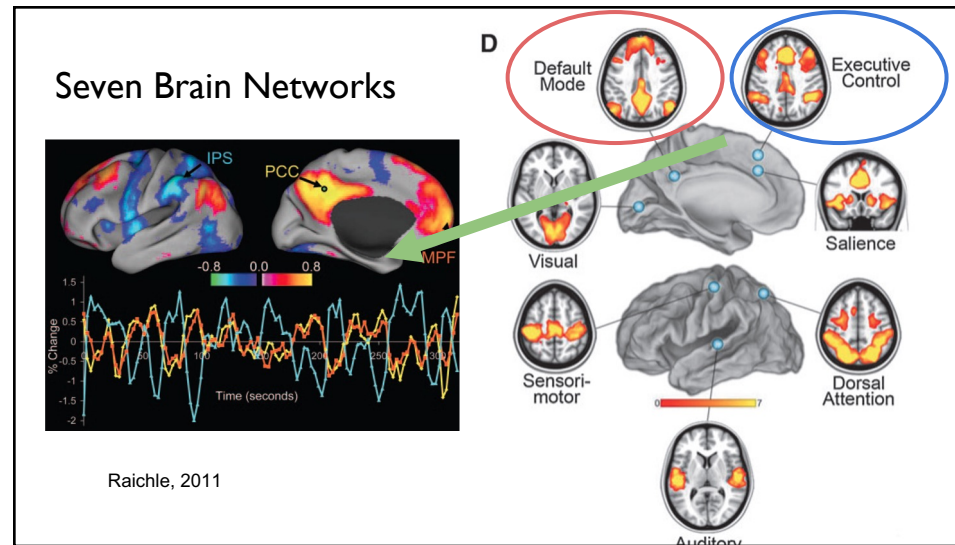 Seven Brain Networks
IPS
PCC
MPF
-0.8
0.0
0.8
% Change
1.5
1
0.5
0
-0.5
-1
-1.5
-2
0
50
100
200
250
Time (seconds)
Raichle, 2011
D
Default
Mode
Executive
Control
Visual
Salience
Sensori-
motor
Dorsal
Attention
0
7
Auditory